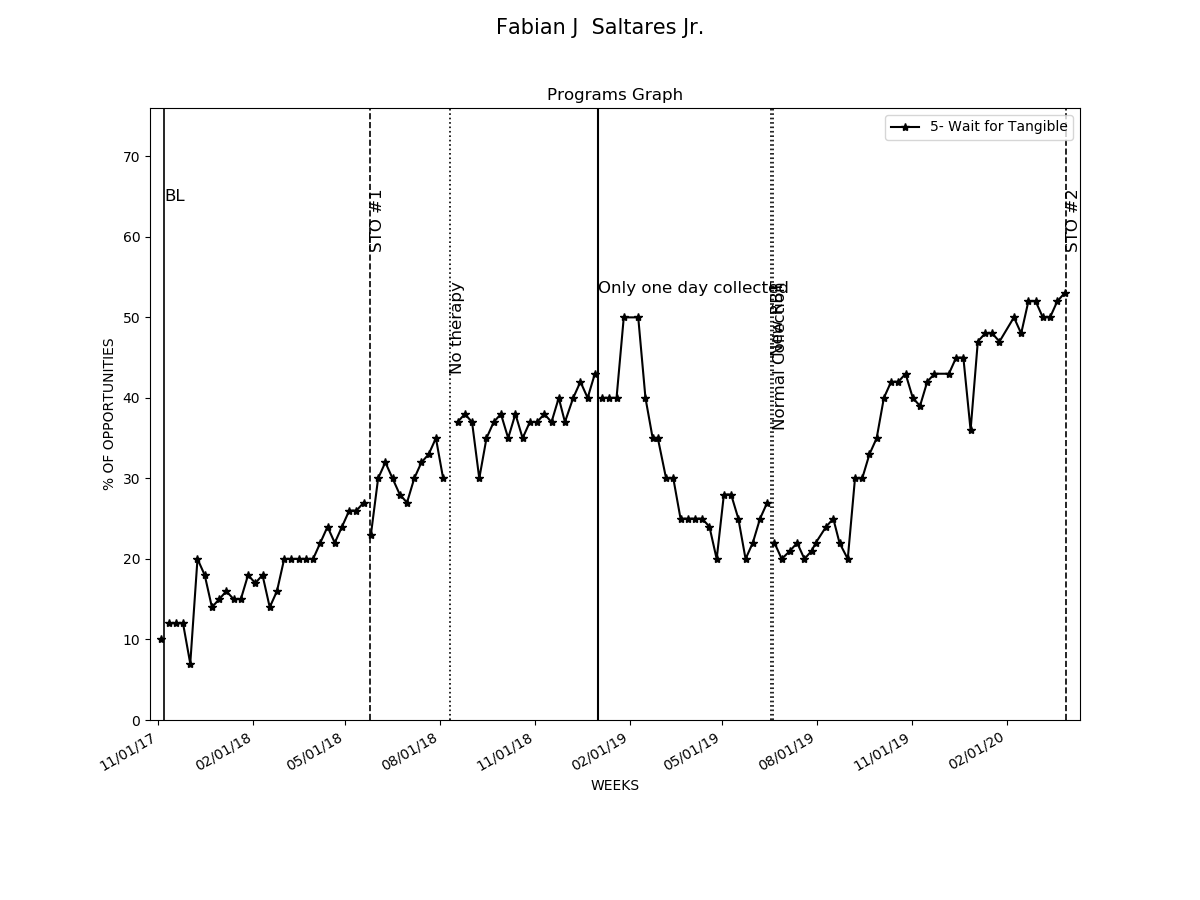 Fabian J  Saltares Jr.
Programs Graph
5- Wait for Tangible
70
60
50
40
30
20
10
0
% OF OPPORTUNITIES
BL
STO #1
No therapy
Only one day collected
Normal Collection
STO #2
11/01/17
02/01/18
05/01/18
08/01/18
11/01/18
02/01/19
05/01/19
08/01/19
11/01/19
02/01/20
WEEKS